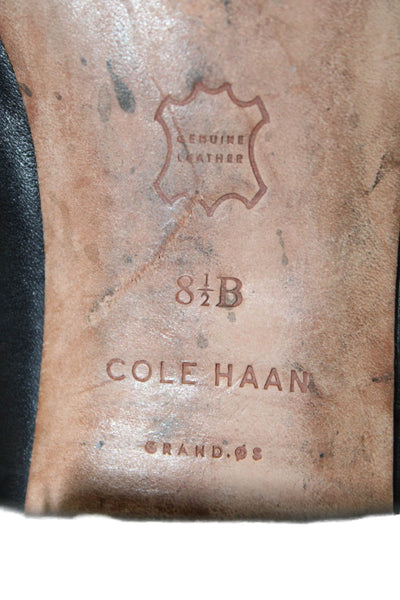 GENUINE
LEATHER
8½B
COLE HAAN
GRAND.ØS